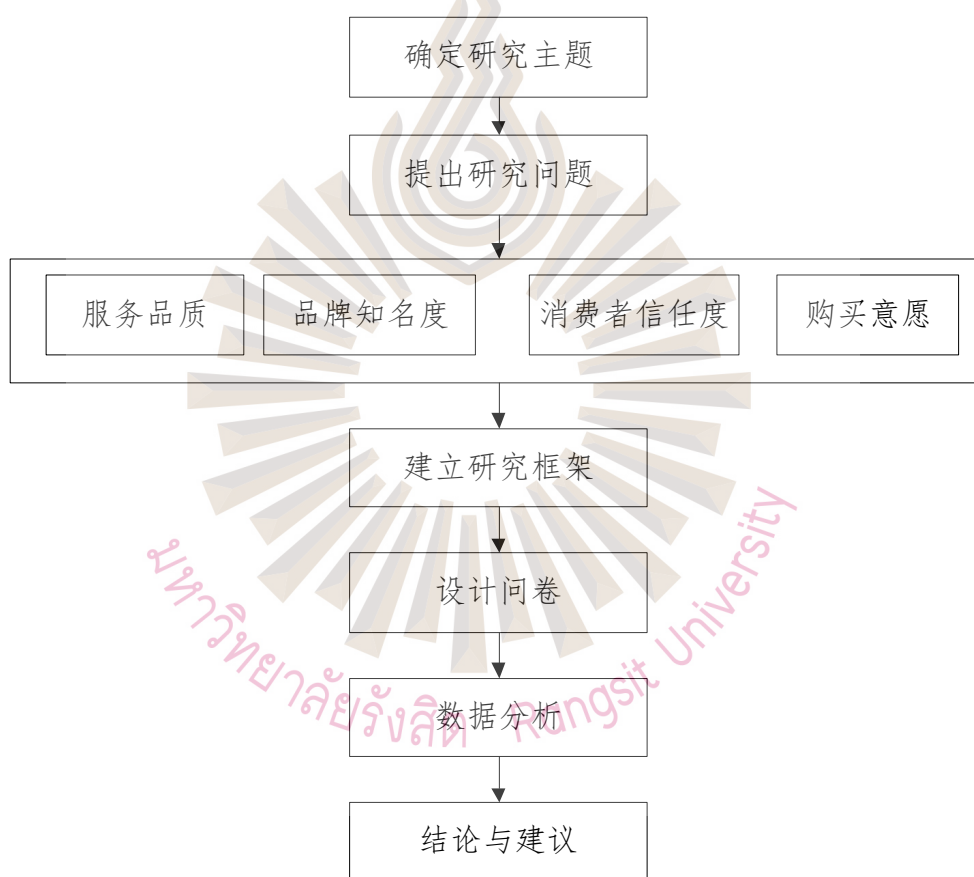 确定研究主题
提出研究问题
服务品质
品牌知名度
消费者信任度
购买意愿
建立研究框架
设计问卷
数据分析
结论与建议
มหาวิทยาลัยรังสิต Rangsit University